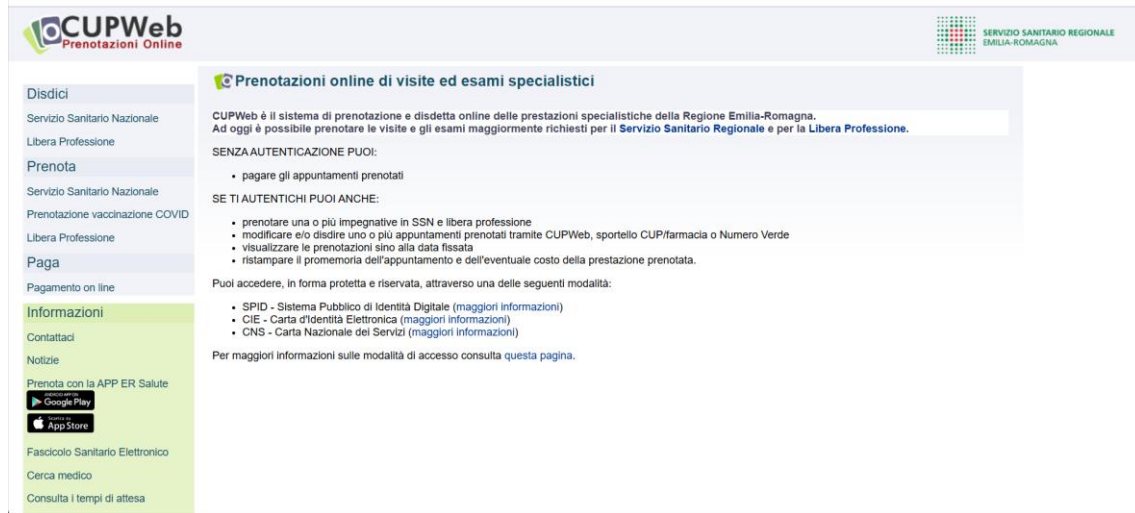 CUPWeb
Prenotazioni Online
SERVIZIO SANITARIO REGIONALE
EMILIA-ROMAGNA
Disdici
Servizio Sanitario Nazionale
Libera Professione
Prenota
Servizio Sanitario Nazionale
Prenotazione vaccinazione COVID
Libera Professione
Paga
Pagamento on line
Informazioni
Contattaci
Notizie
Prenota con la APP ER Salute
ANDROID APP ON
Google Play
Scarica su
App Store
Fascicolo Sanitario Elettronico
Cerca medico
Consulta i tempi di attesa
Prenotazioni online di visite ed esami specialistici
CUPWeb è il sistema di prenotazione e disdetta online delle prestazioni specialistiche della Regione Emilia-Romagna.
Ad oggi è possibile prenotare le visite e gli esami maggiormente richiesti per il Servizio Sanitario Regionale e per la Libera Professione.
SENZA AUTENTICAZIONE PUOI:
• pagare gli appuntamenti prenotati
SE TI AUTENTICHI PUOI ANCHE:
• prenotare una o più impegnative in SSN e libera professione
• modificare e/o disdire uno o più appuntamenti prenotati tramite CUPWeb, sportello CUP/farmacia o Numero Verde
• visualizzare le prenotazioni sino alla data fissata
• ristampare il promemoria dell'appuntamento e dell'eventuale costo della prestazione prenotata.
Puoi accedere, in forma protetta e riservata, attraverso una delle seguenti modalità:
• SPID - Sistema Pubblico di Identità Digitale (maggiori informazioni)
• CIE - Carta d'Identità Elettronica (maggiori informazioni)
• CNS - Carta Nazionale dei Servizi (maggiori informazioni)
Per maggiori informazioni sulle modalità di accesso consulta questa pagina.